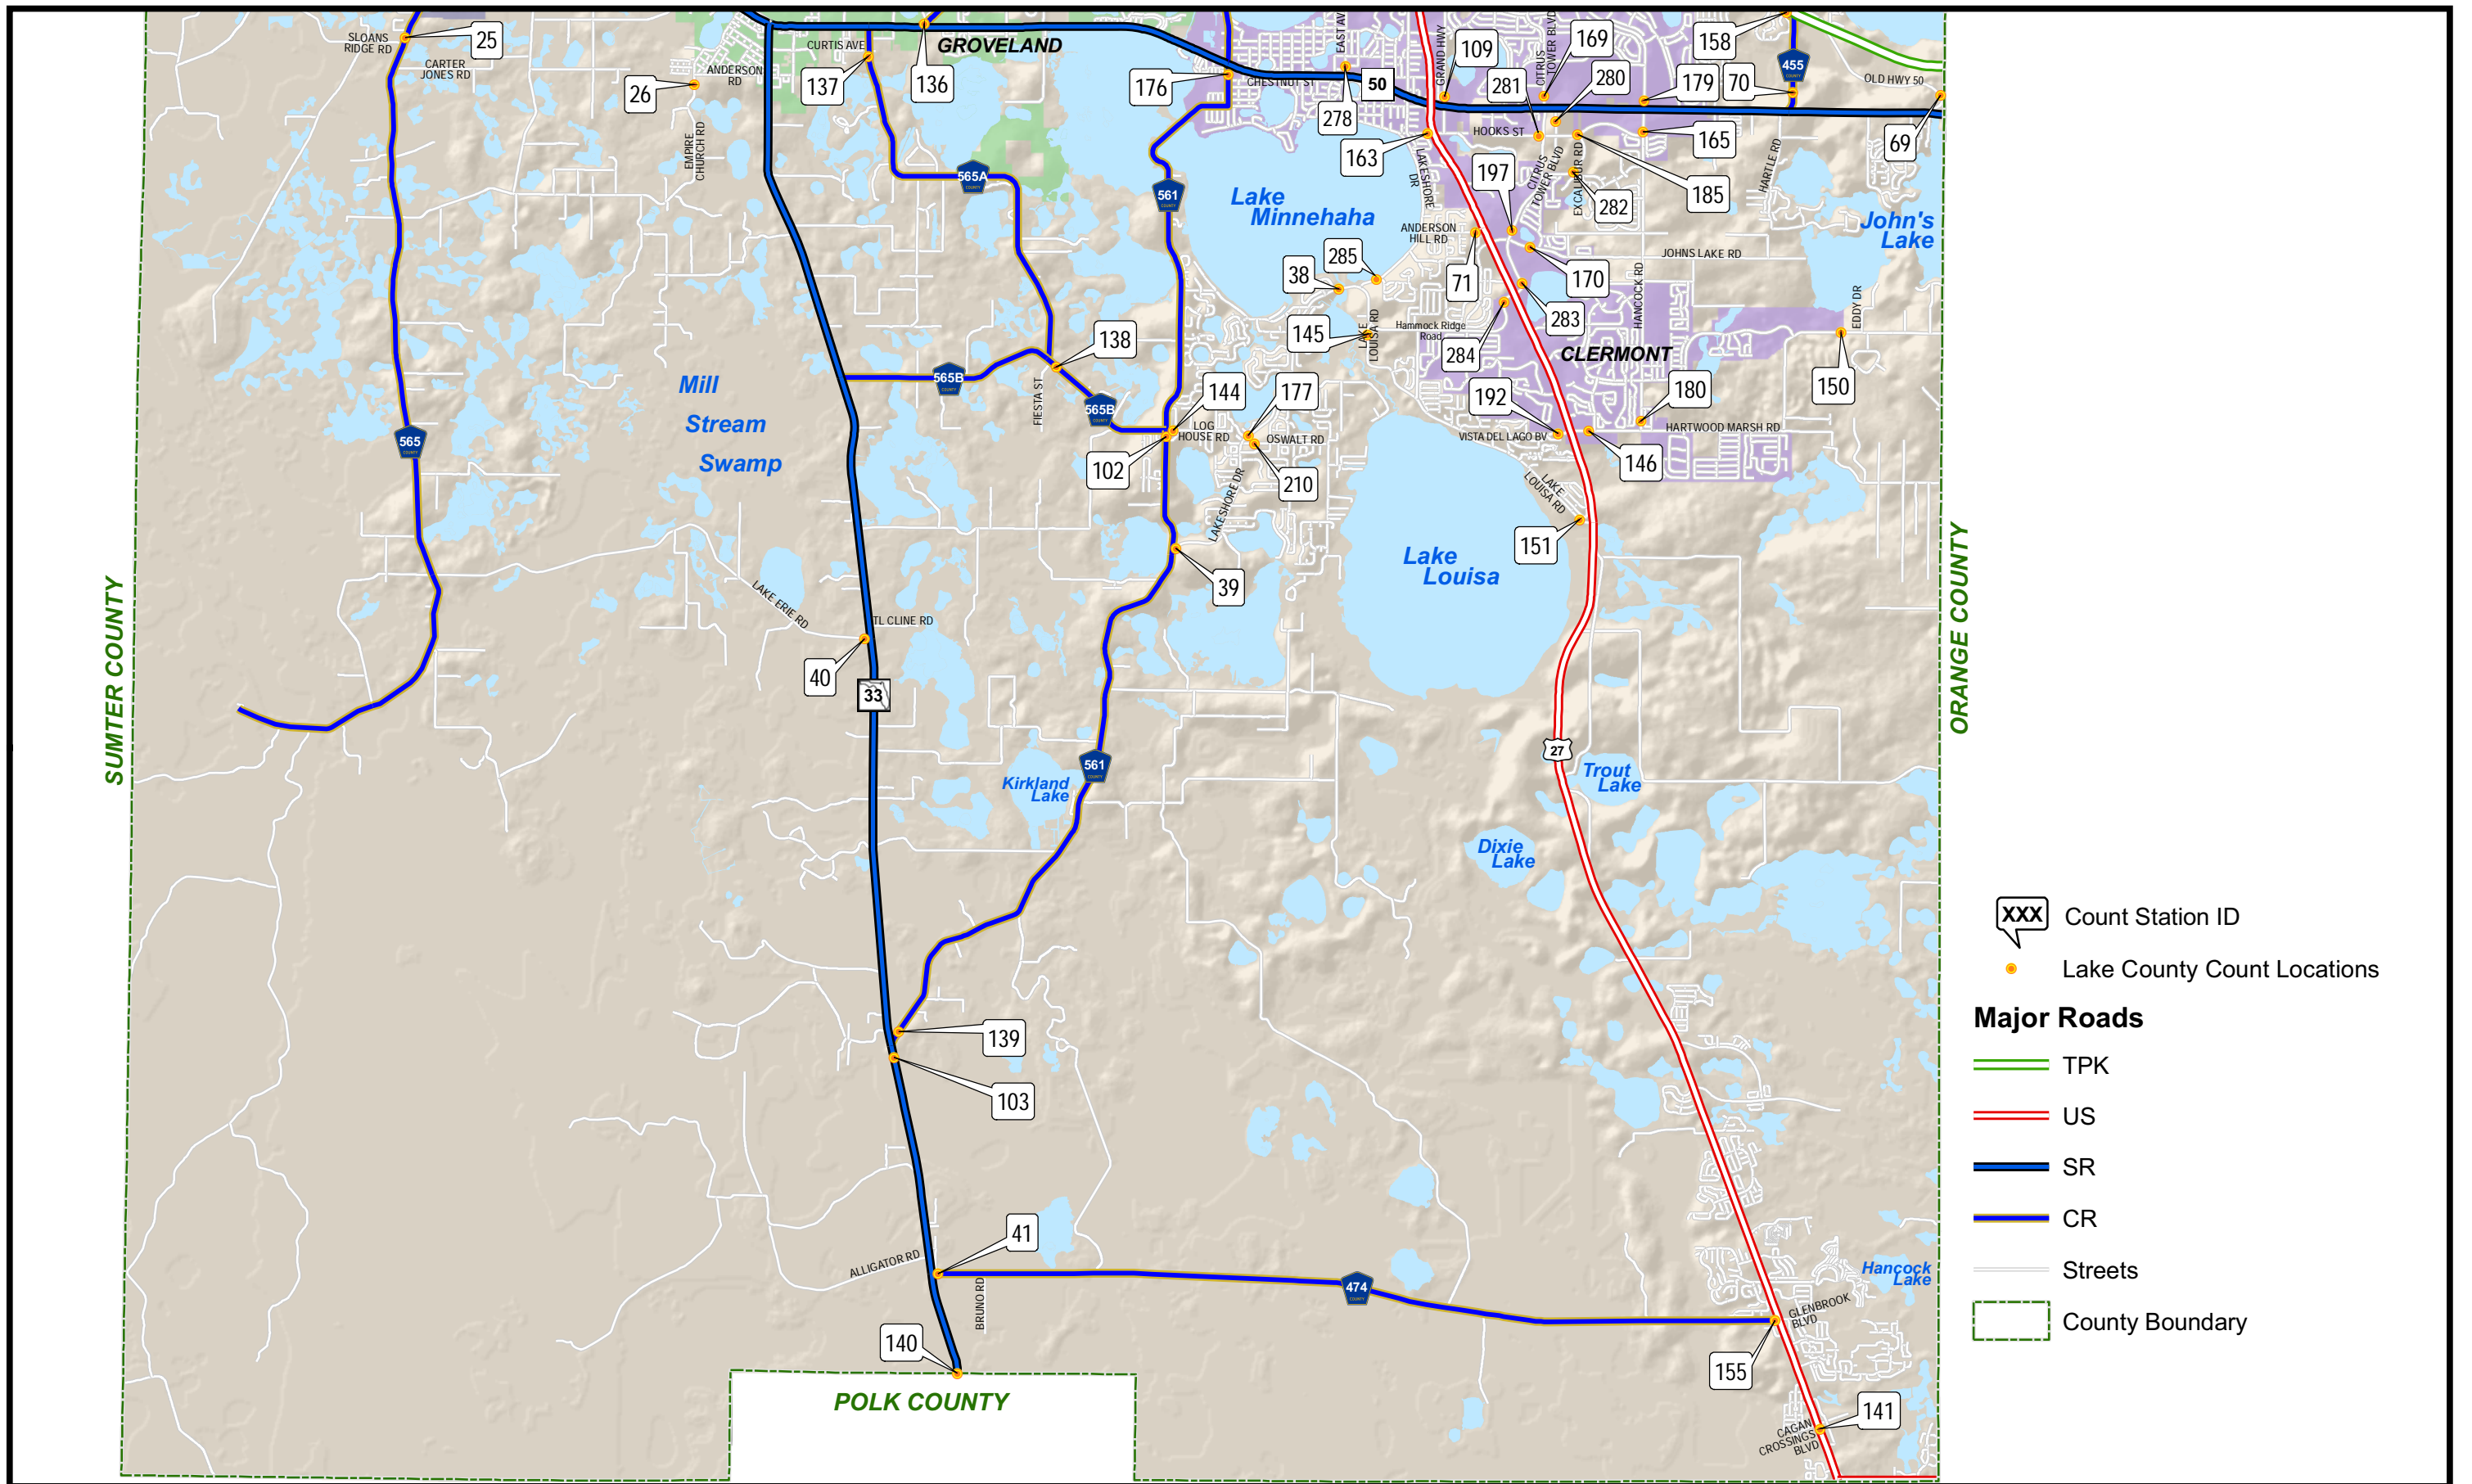 SLOANS
RIDGE RD
25
CARTER
JONES RD
26
ANDERSON
RD
EMPIRE
CHURCH RD
CURTIS AVE
137
136
GROVELAND
176
CHESTNUT ST
EAST AV
278
50
GRAND HWY
109
CITRUS
TOWER BLVD
169
281
280
179
70
158
455
COUNTY
OLD HWY 50
69
163
HOOKS ST
165
185
HARTLE RD
LAKESHORE
DR
197
CITRUS
TOWER BLVD
EXCALIBUR RD
282
565A
COUNTY
561
COUNTY
Lake
Minnehaha
John's
Lake
ANDERSON
HILL RD
71
170
JOHNS LAKE RD
HANCOCK RD
285
38
145
LAKE
LOUISA RD
Hammock Ridge
Road
284
283
CLERMONT
EDDY DR
150
138
565B
COUNTY
FIESTA ST
565B
COUNTY
Mill
Stream
Swamp
565
COUNTY
144
177
LOG
HOUSE RD
OSWALT RD
102
210
LAKESHORE DR
192
180
VISTA DEL LAGO BV
HARTWOOD MARSH RD
146
LAKE
LOUISA RD
151
39
Lake
Louisa
SUMTER COUNTY
ORANGE COUNTY
LAKE ERIE RD
TL CLINE RD
40
33
561
COUNTY
Kirkland
Lake
27
Trout
Lake
Dixie
Lake
139
103
41
ALLIGATOR RD
BRUNO RD
474
COUNTY
140
POLK COUNTY
Hancock
Lake
GLENBROOK
BLVD
155
141
CAGAN
CROSSINGS
BLVD
XXX
Count Station ID
Lake County Count Locations
Major Roads
TPK
US
SR
CR
Streets
County Boundary